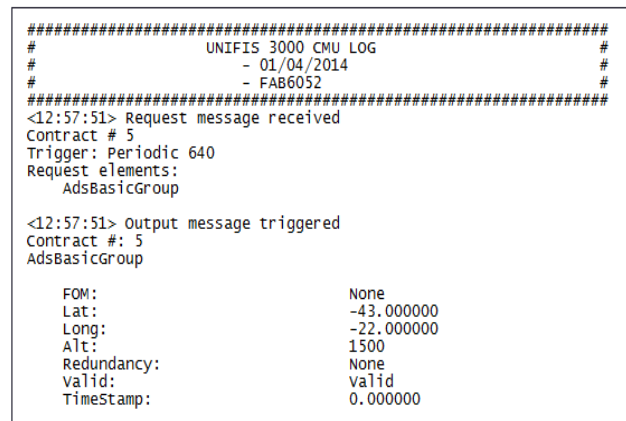 #################################################################
# UNIFIS 3000 CMU LOG #
# - 01/04/2014 #
# - FAB6052 #
#################################################################
<12:57:51> Request message received
Contract # 5
Trigger: Periodic 640
Request elements:
AdsBasicGroup
<12:57:51> Output message triggered
Contract #: 5
AdsBasicGroup
FOM: None
Lat: -43.000000
Long: -22.000000
Alt: 1500
Redundancy: None
Valid: Valid
TimeStamp: 0.000000